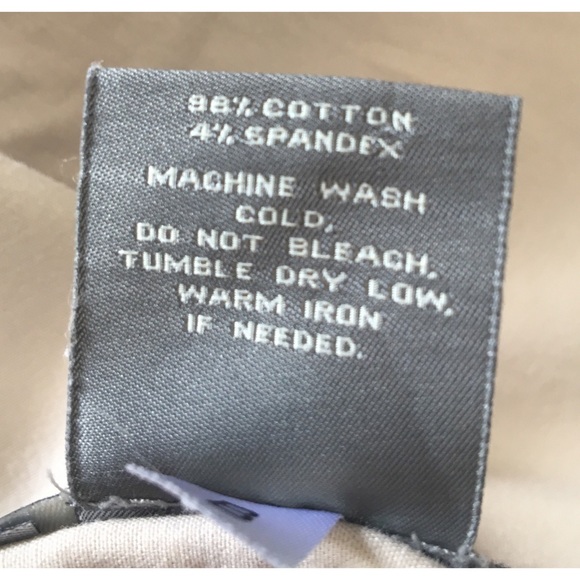 96% COTTON
4% SPANDEX
MACHINE WASH
COLD.
DO NOT BLEACH.
TUMBLE DRY LOW.
WARM IRON
IF NEEDED.